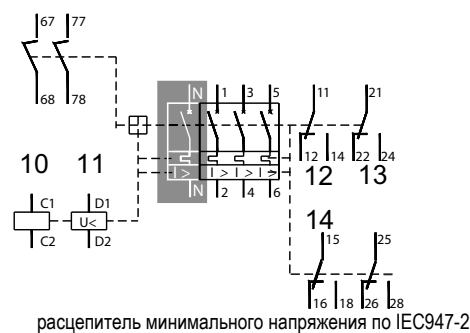 67 77
68 78
N 1 3 5
11 21
12 14 22 24
I > I > I > I >
N 2 4 6
10 11 12 13
C1 D1
U<
C2 D2
14
15 25
16 18 26 28
расцепитель минимального напряжения по IEC947-2